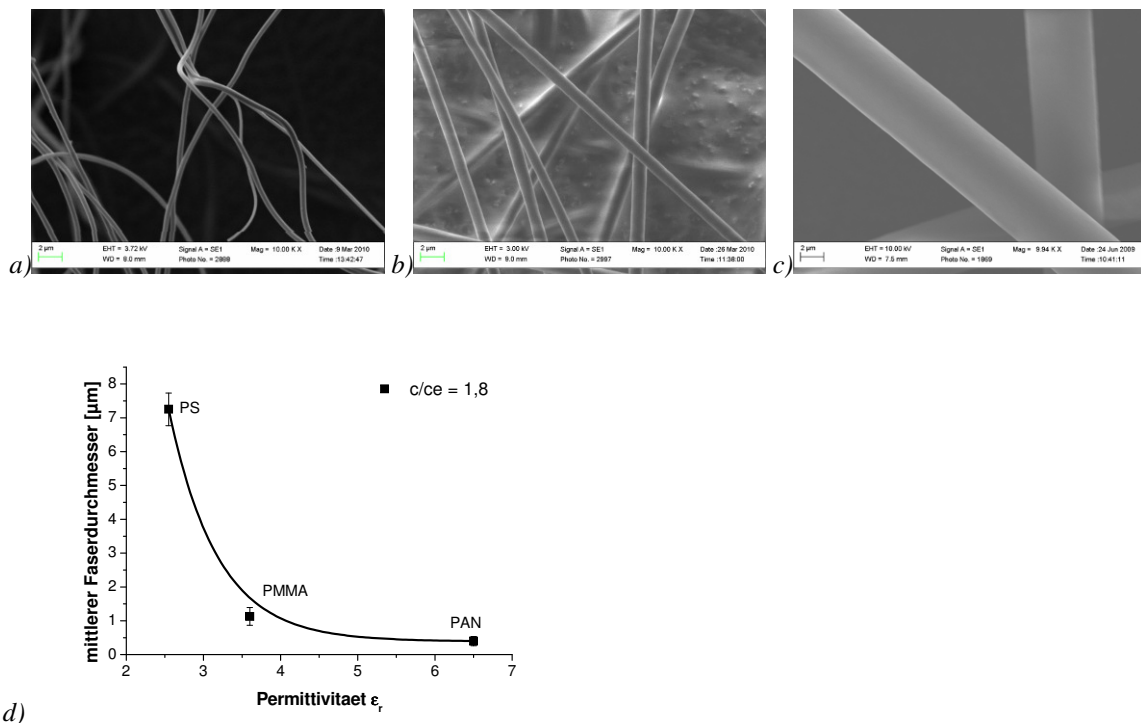 2 µm EHT = 3.72 kV Signal A = SE1 Mag = 10.00 K X Date :9 Mar 2010
WD = 8.0 mm Photo No. = 2989 Time :13:42:47
a)
2 µm EHT = 3.00 kV Signal A = SE1 Mag = 10.00 K X Date :26 Mar 2010
WD = 9.0 mm Photo No. = 2997 Time :11:38:00
b)
2 µm EHT = 10.00 kV Signal A = SE1 Mag = 9.94 K X Date :24 Jun 2009
WD = 7.5 mm Photo No. = 1969 Time :10:41:11
c)
mittlerer Faserdurchmesser [µm]
8
7
6
5
4
3
2
1
0
c/ce = 1,8
PS
PMMA
PAN
2 3 4 5 6 7
Permittivitaet εr
d)